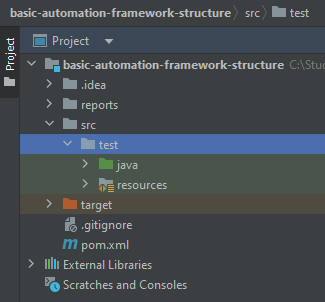 basic-automation-framework-structure 〉 src 〉 test
Project
Project
basic-automation-framework-structure C:\Stu
.idea
reports
src
test
java
resources
target
.gitignore
pom.xml
External Libraries
Scratches and Consoles